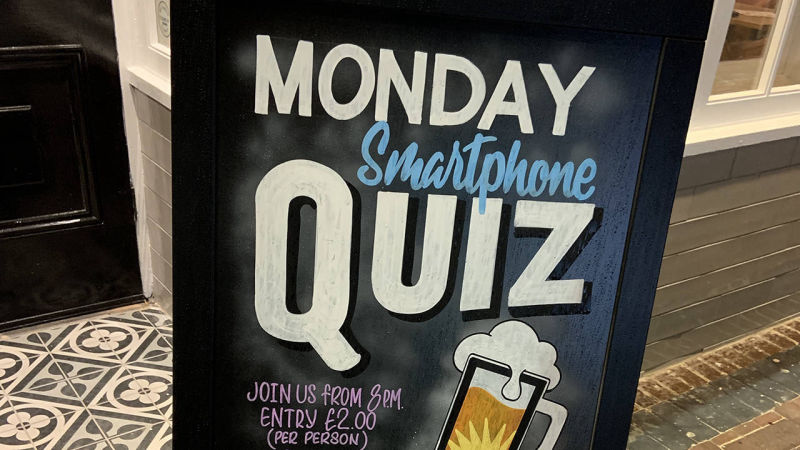 MONDAY
Smartphone
QUIZ
JOIN US FROM 8PM
ENTRY £2.00
(PER PERSON)